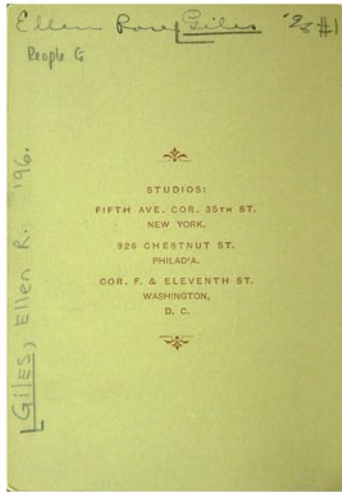 Ellen Rose Giles '96 #1
People G
STUDIOS:
FIFTH AVE. COR. 35TH ST.
NEW YORK.
926 CHESTNUT ST.
PHILAD'A.
COR. F. & ELEVENTH ST.
WASHINGTON,
D. C.
GILES, Ellen R. '96.